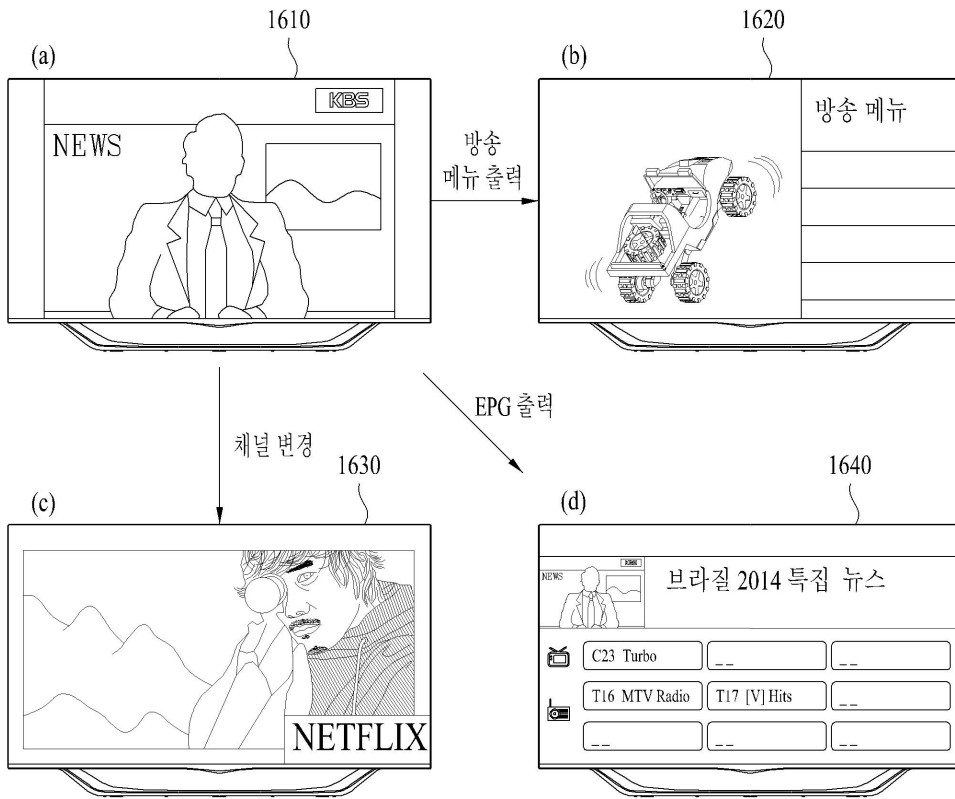 1610
1620
(a)
(b)
KBS
NEWS
방송
메뉴 출력
방송 메뉴
EPG 출력
채널 변경
1630
1640
(c)
(d)
NETFLIX
KBS
NEWS
브라질 2014 특집 뉴스
C23 Turbo
_ _
_ _
T16 MTV Radio
T17 [V] Hits
_ _
_ _
_ _
_ _